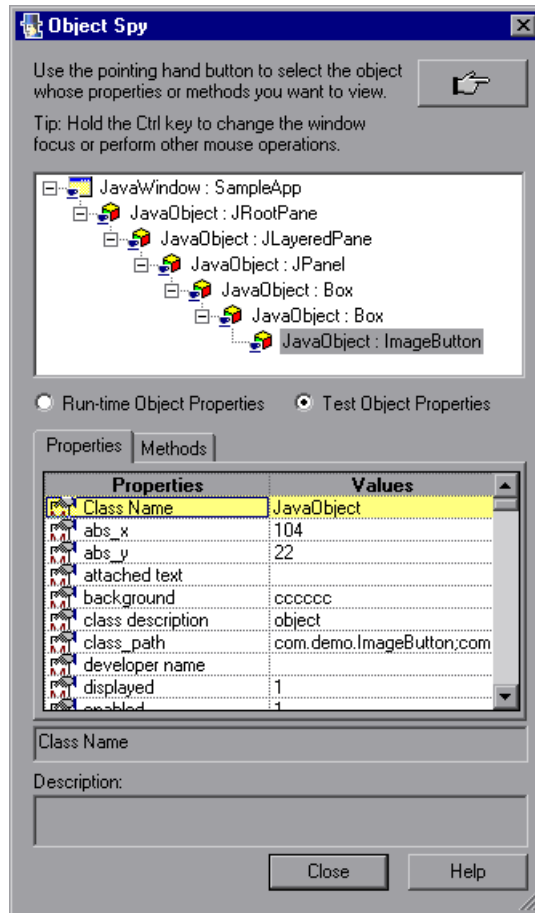 Object Spy
Use the pointing hand button to select the object
whose properties or methods you want to view.
Tip: Hold the Ctrl key to change the window
focus or perform other mouse operations.
JavaWindow : SampleApp
JavaObject : JRootPane
JavaObject : JLayeredPane
JavaObject : JPanel
JavaObject : Box
JavaObject : Box
JavaObject : ImageButton
Run-time Object Properties Test Object Properties
Properties Methods
Properties Values
Class Name JavaObject
abs_x 104
abs_y 22
attached text
background cccccc
class description object
class_path com.demo.ImageButton;com
developer name
displayed 1
enabled 1
Class Name
Description:
Close Help